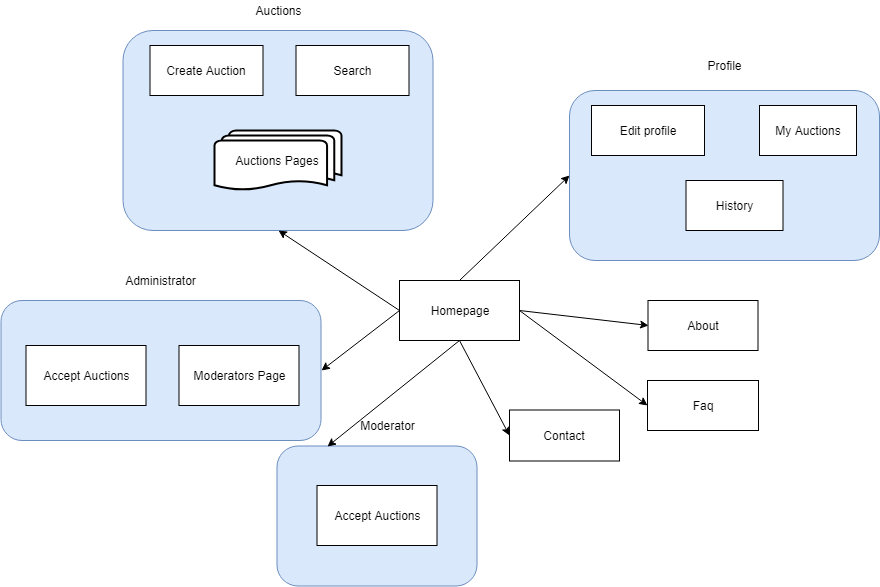 Auctions
Create Auction
Search
Auctions Pages
Profile
Edit profile
My Auctions
History
Administrator
Accept Auctions
Moderators Page
Homepage
About
Faq
Contact
Moderator
Accept Auctions